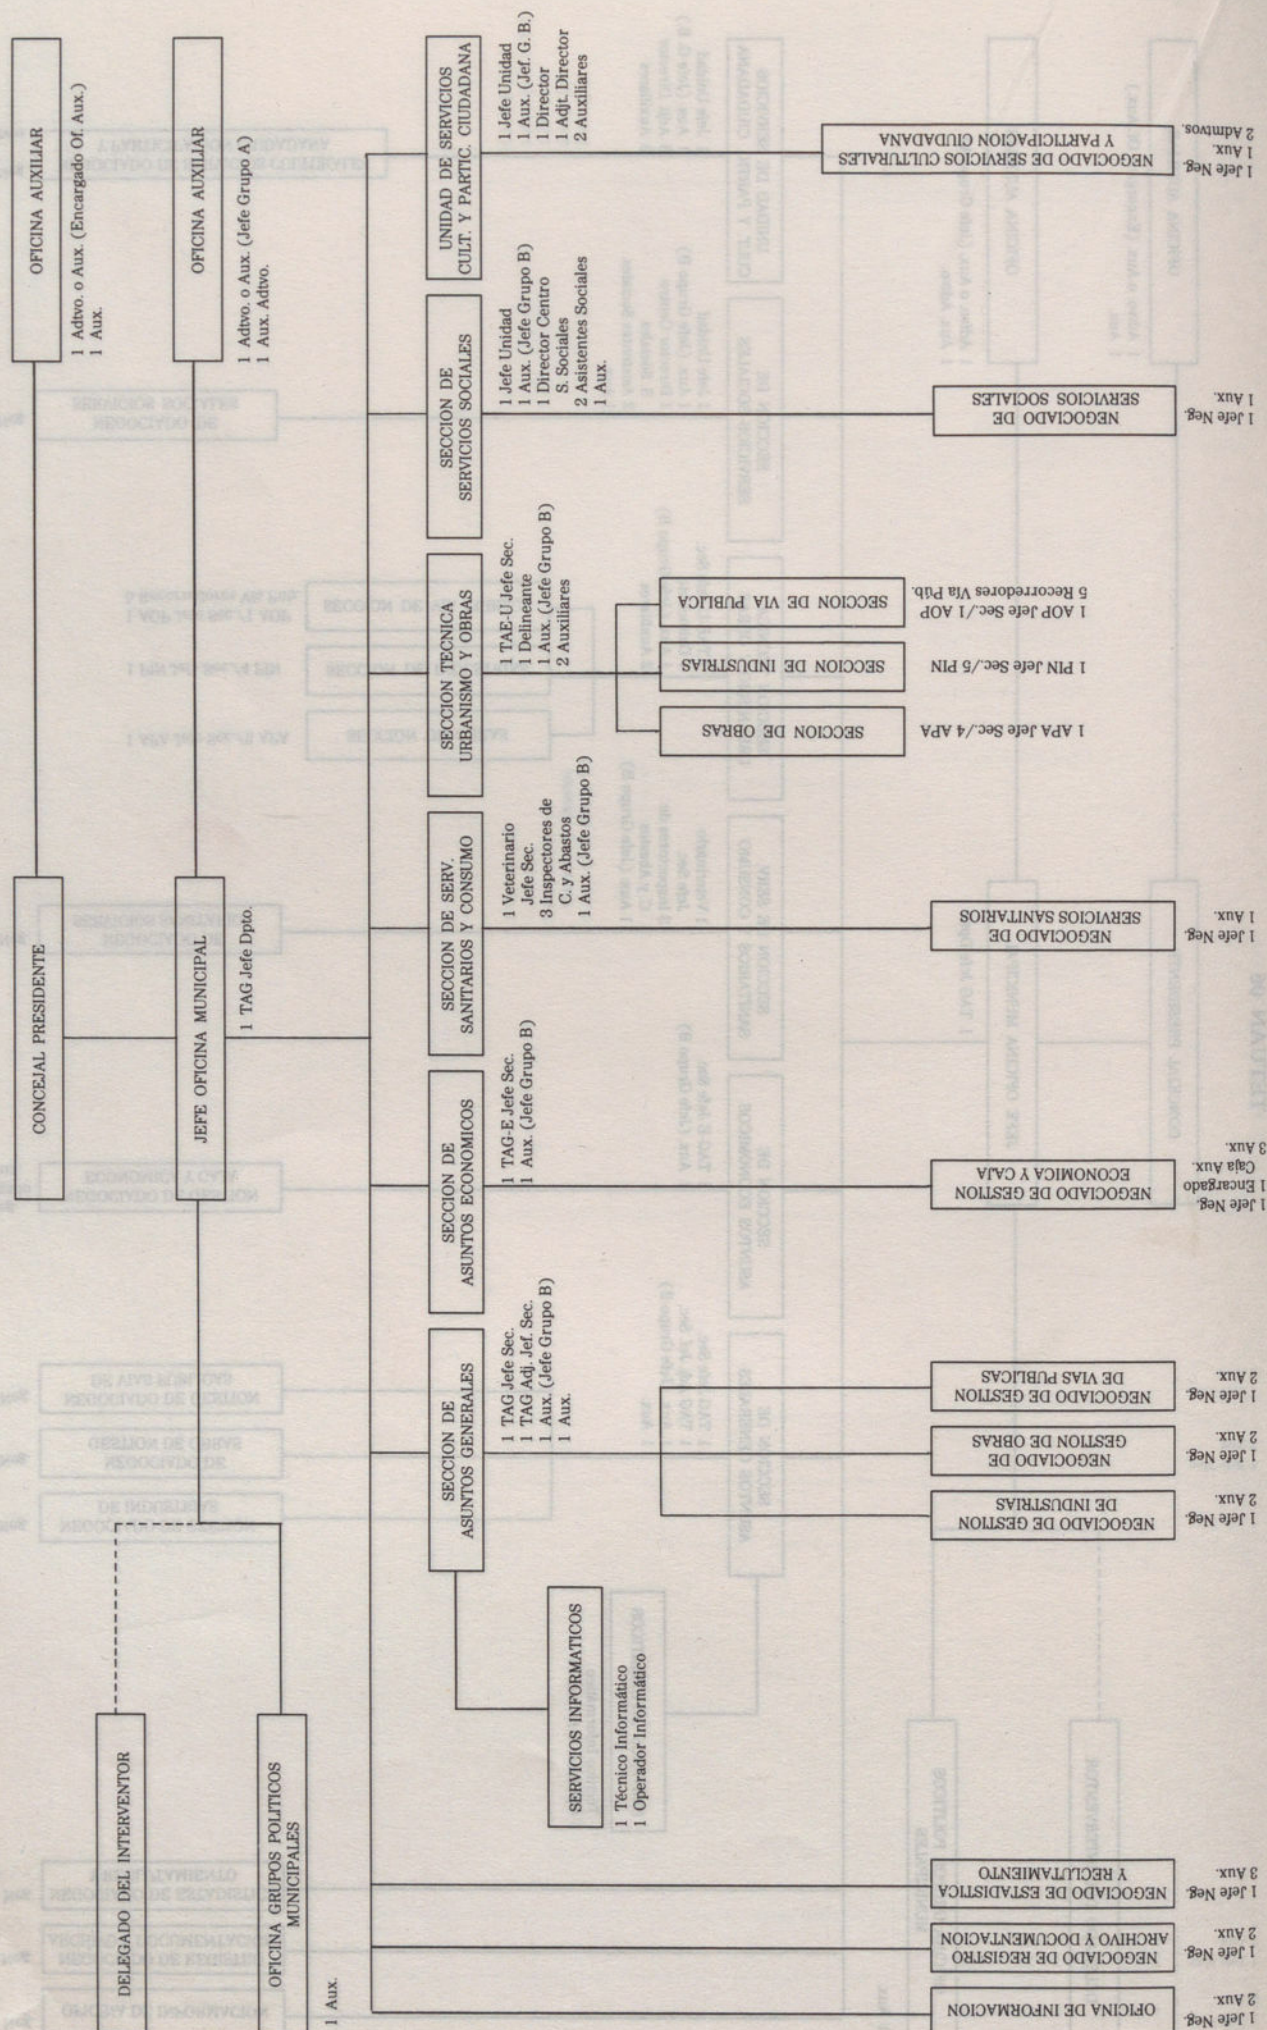 CONCEJAL PRESIDENTE
OFICINA AUXILIAR
1 Adtvo. o Aux. (Encargado Of. Aux.)
1 Aux.
DELEGADO DEL INTERVENTOR
JEFE OFICINA MUNICIPAL
1 TAG Jefe Dpto.
OFICINA AUXILIAR
1 Adtvo. o Aux. (Jefe Grupo A)
1 Aux. Adtvo.
OFICINA GRUPOS POLITICOS
MUNICIPALES
1 Aux.
SECCION DE
ASUNTOS GENERALES
1 TAG Jefe Sec.
1 TAG Adj. Jef. Sec.
1 Aux. (Jefe Grupo B)
1 Aux.
SECCION DE
ASUNTOS ECONOMICOS
1 TAG-E Jefe Sec.
1 Aux. (Jefe Grupo B)
SECCION DE SERV.
SANITARIOS Y CONSUMO
1 Veterinario
Jefe Sec.
3 Inspectores de
C. y Abastos
1 Aux. (Jefe Grupo B)
SECCION TECNICA
URBANISMO Y OBRAS
1 TAE-U Jefe Sec.
1 Delineante
1 Aux. (Jefe Grupo B)
2 Auxiliares
SECCION DE
SERVICIOS SOCIALES
1 Jefe Unidad
1 Aux. (Jefe Grupo B)
1 Director Centro
S. Sociales
2 Asistentes Sociales
1 Aux.
UNIDAD DE SERVICIOS
CULT. Y PARTIC. CIUDADANA
1 Jefe Unidad
1 Aux. (Jef. G. B.)
1 Director
1 Adjt. Director
2 Auxiliares
SERVICIOS INFORMATICOS
1 Técnico Informático
1 Operador Informático
SECCION DE OBRAS
1 APA Jefe Sec./4 APA
SECCION DE INDUSTRIAS
1 PIN Jefe Sec./5 PIN
SECCION DE VIA PUBLICA
1 AOP Jefe Sec./1 AOP
5 Recorredores Vía Pub.
OFICINA DE INFORMACION
1 Jefe Neg.
2 Aux.
NEGOCIADO DE REGISTRO
ARCHIVO Y DOCUMENTACION
1 Jefe Neg.
2 Aux.
NEGOCIADO DE ESTADISTICA
Y RECLUTAMIENTO
1 Jefe Neg.
3 Aux.
NEGOCIADO DE GESTION
DE INDUSTRIAS
1 Jefe Neg.
2 Aux.
NEGOCIADO DE
GESTION DE OBRAS
1 Jefe Neg.
2 Aux.
NEGOCIADO DE GESTION
DE VIAS PUBLICAS
1 Jefe Neg.
2 Aux.
NEGOCIADO DE GESTION
ECONOMICA Y CAJA
1 Jefe Neg.
1 Encargado
Caja Aux.
3 Aux.
NEGOCIADO DE
SERVICIOS SANITARIOS
1 Jefe Neg.
1 Aux.
NEGOCIADO DE
SERVICIOS SOCIALES
1 Jefe Neg.
1 Aux.
NEGOCIADO DE SERVICIOS CULTURALES
Y PARTICIPACION CIUDADANA
1 Jefe Neg.
1 Aux.
2 Admtvos.